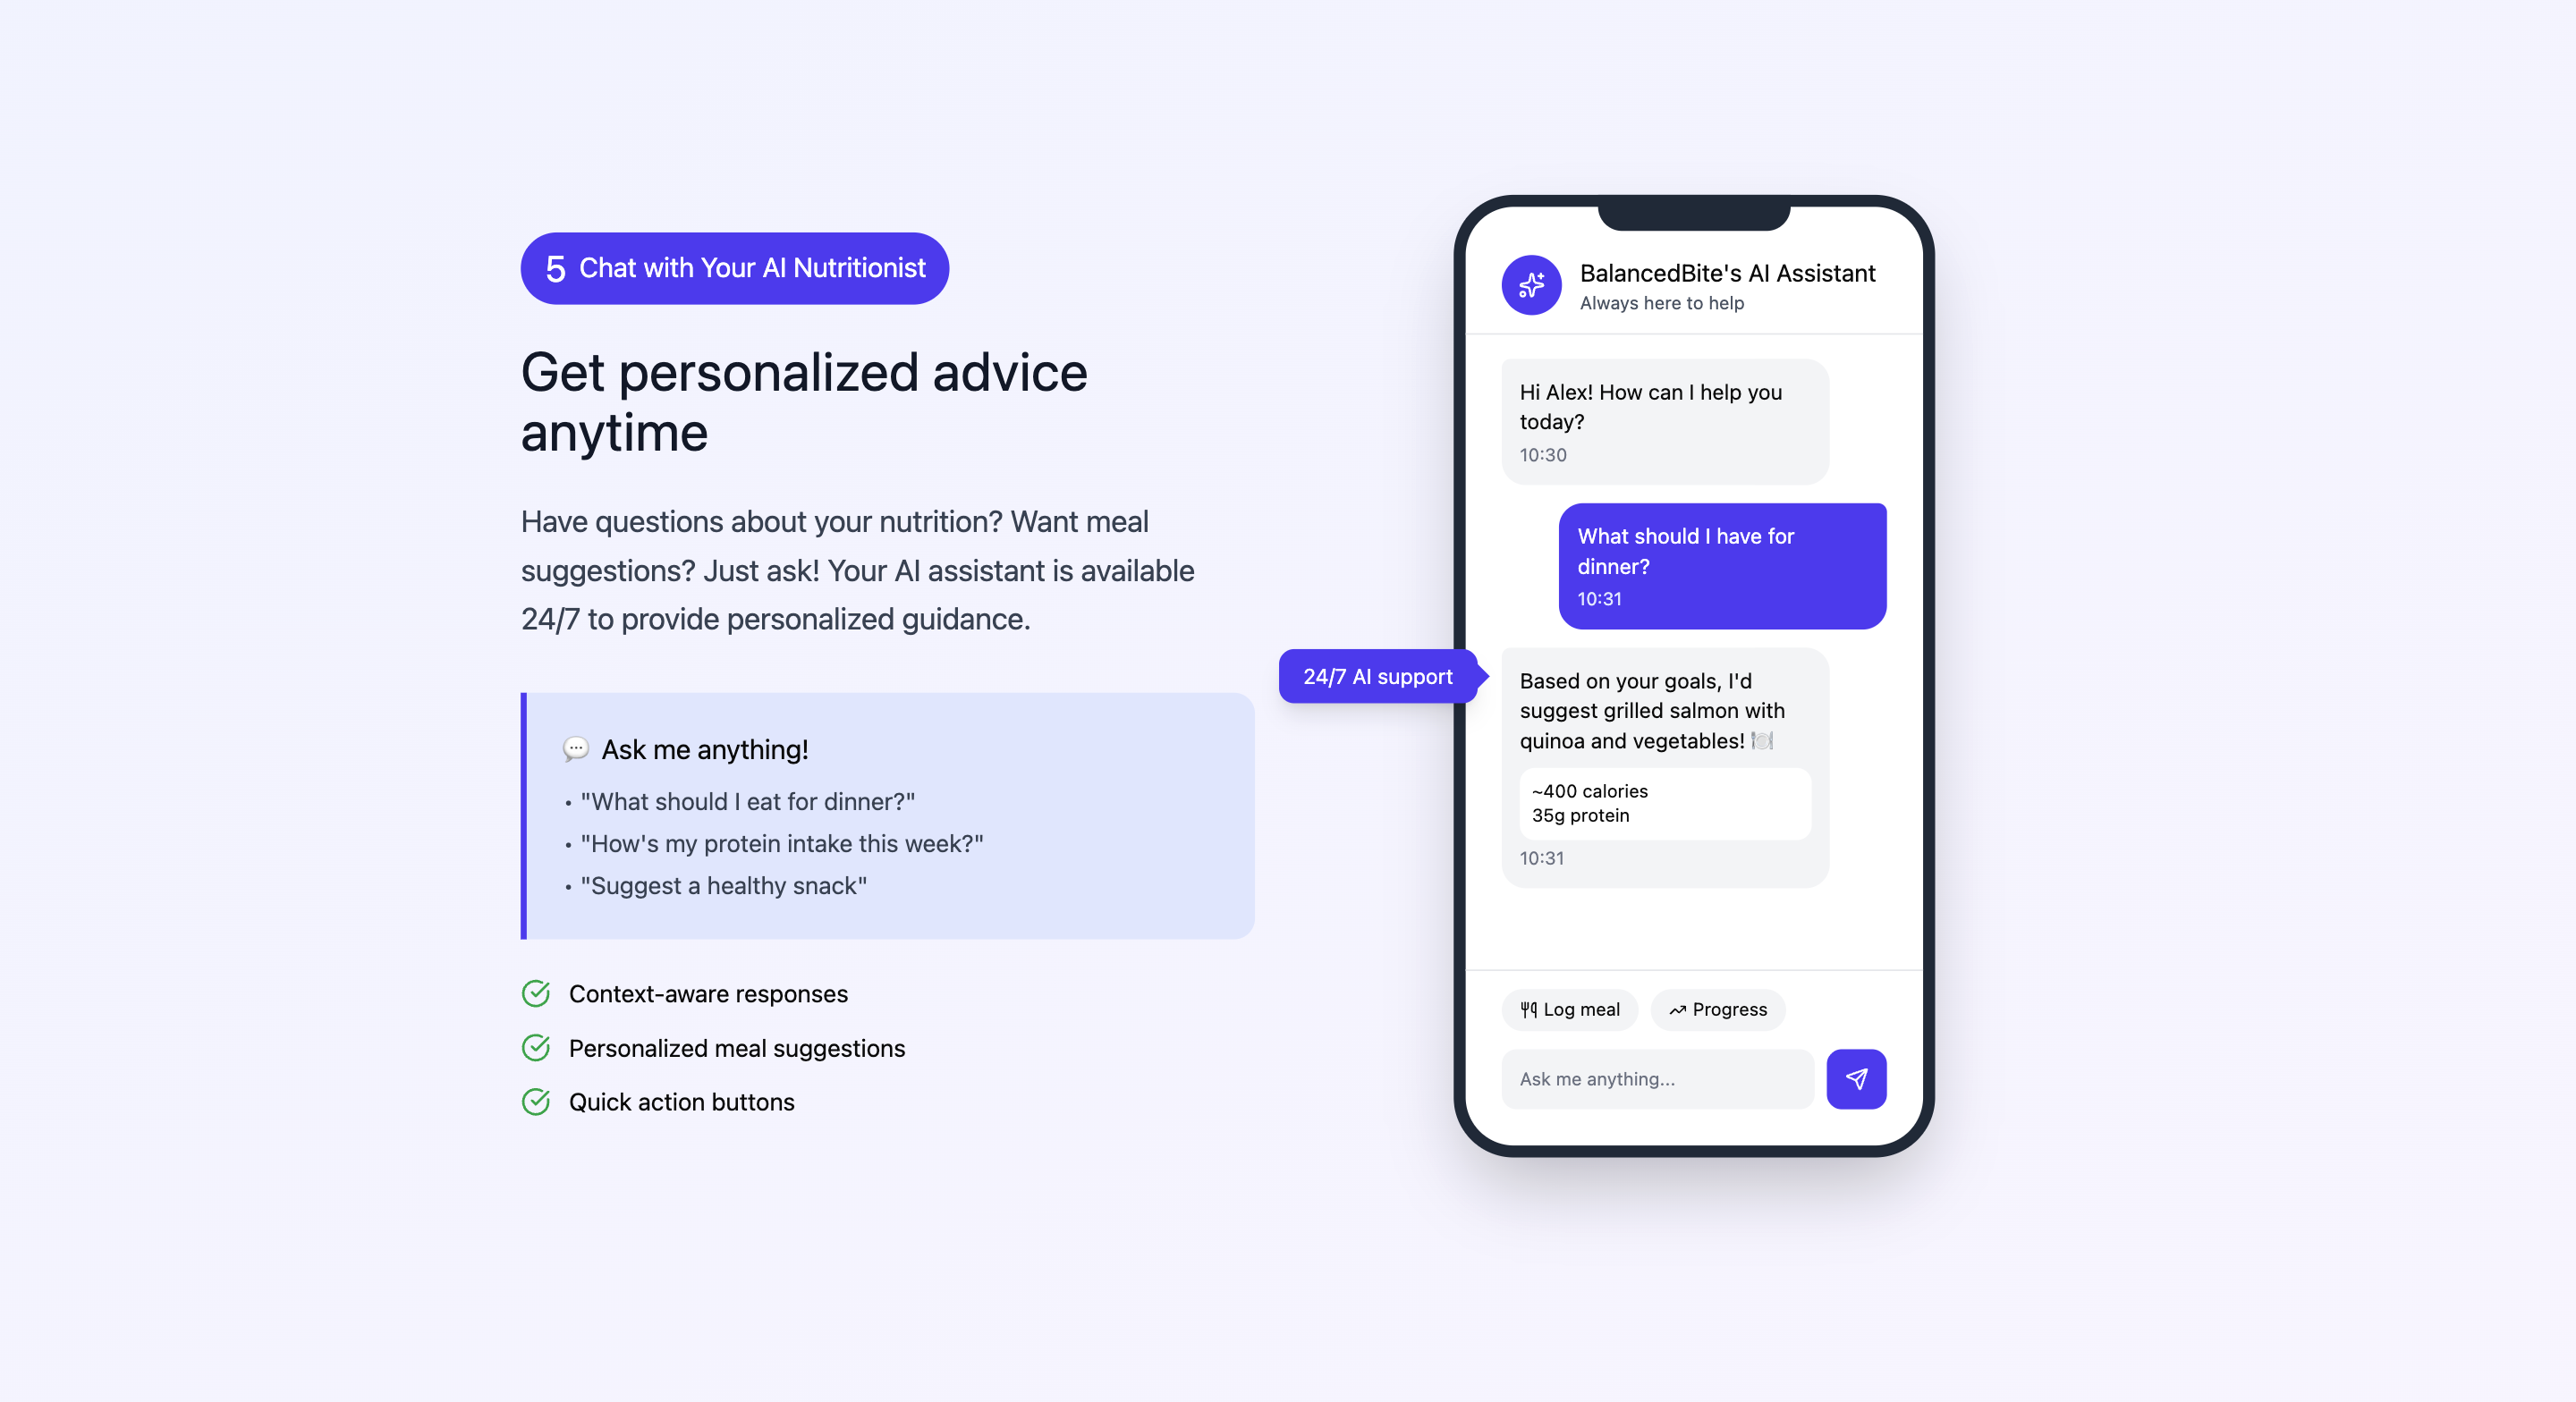 5 Chat with Your AI Nutritionist
Get personalized advice
anytime
Have questions about your nutrition? Want meal
suggestions? Just ask! Your AI assistant is available
24/7 to provide personalized guidance.
💬 Ask me anything!
• "What should I eat for dinner?"
• "How's my protein intake this week?"
• "Suggest a healthy snack"
Context-aware responses
Personalized meal suggestions
Quick action buttons
24/7 AI support
BalancedBite's AI Assistant
Always here to help
Hi Alex! How can I help you
today?
10:30
What should I have for
dinner?
10:31
Based on your goals, I'd
suggest grilled salmon with
quinoa and vegetables! 🍽️
~400 calories
35g protein
10:31
Log meal
Progress
Ask me anything...